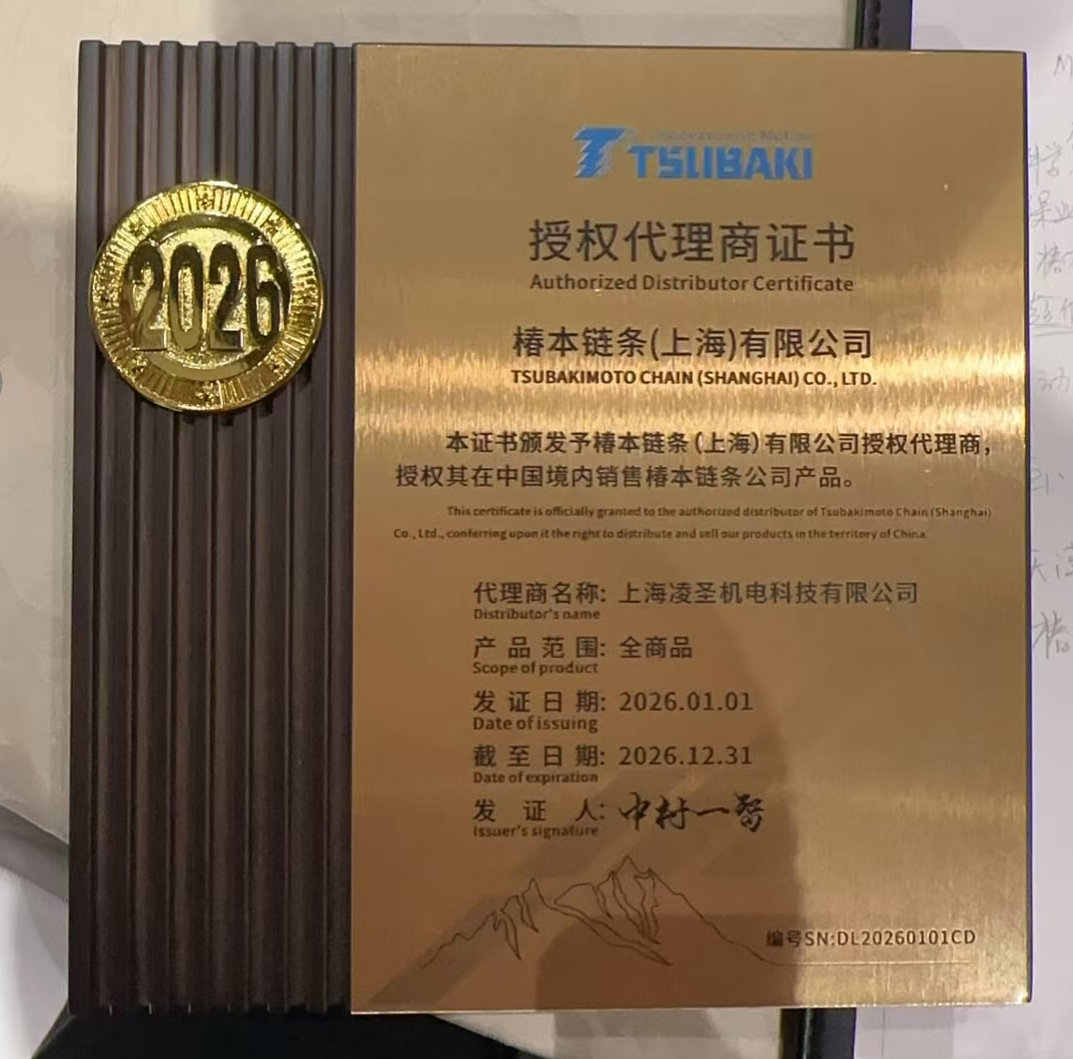 2026
TSUBAKI
授权代理商证书
Authorized Distributor Certificate
椿本链条(上海)有限公司
TSUBAKIMOTO CHAIN (SHANGHAI) CO., LTD.
本证书颁发予椿本链条(上海)有限公司授权代理商，
授权其在中国境内销售椿本链条公司产品。
This certificate is officially granted to the authorized distributor of Tsubakimoto Chain (Shanghai)
Co., Ltd., conferring upon it the right to distribute and sell our products in the territory of China.
代理商名称: 上海凌圣机电科技有限公司
Distributor's name
产品范围: 全商品
Scope of product
发证日期: 2026.01.01
Date of issuing
截至日期: 2026.12.31
Date of expiration
发证人: 中村一智
Issuer's signature
编号SN:DL20260101CD